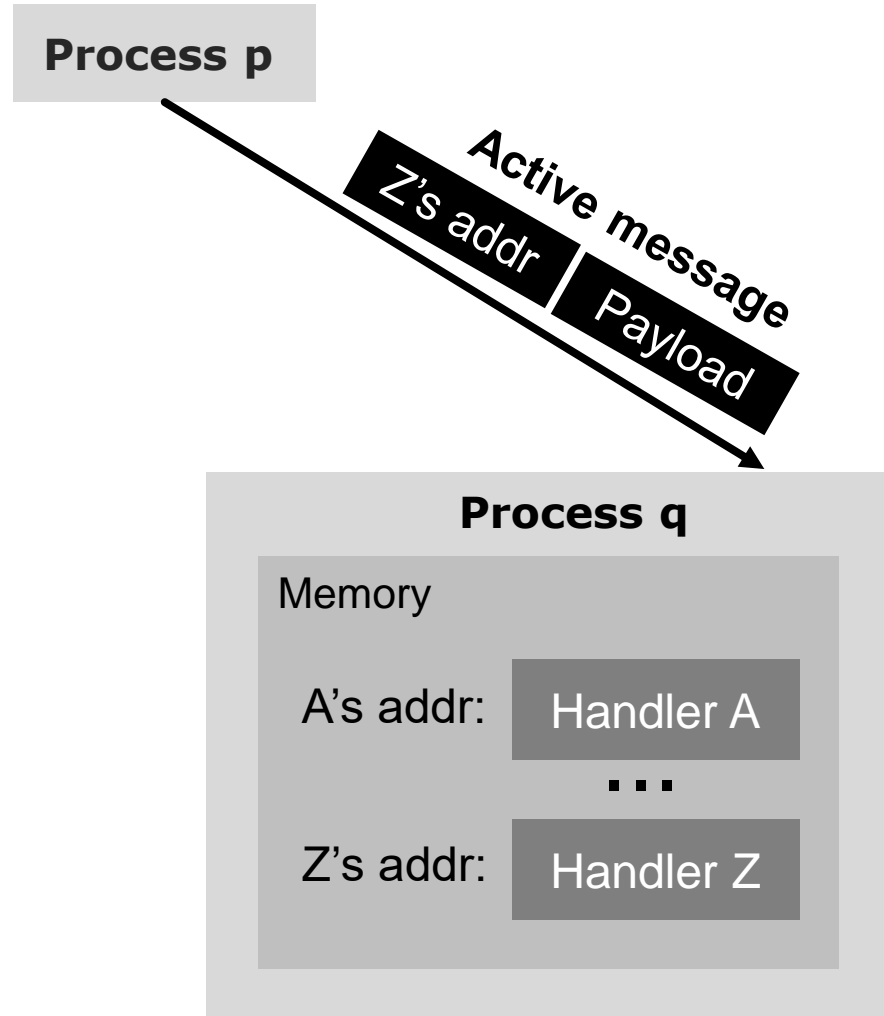 Process p
Active message
Z’s addr
Payload
Process q
Memory
A’s addr:
Handler A
...
Z’s addr:
Handler Z